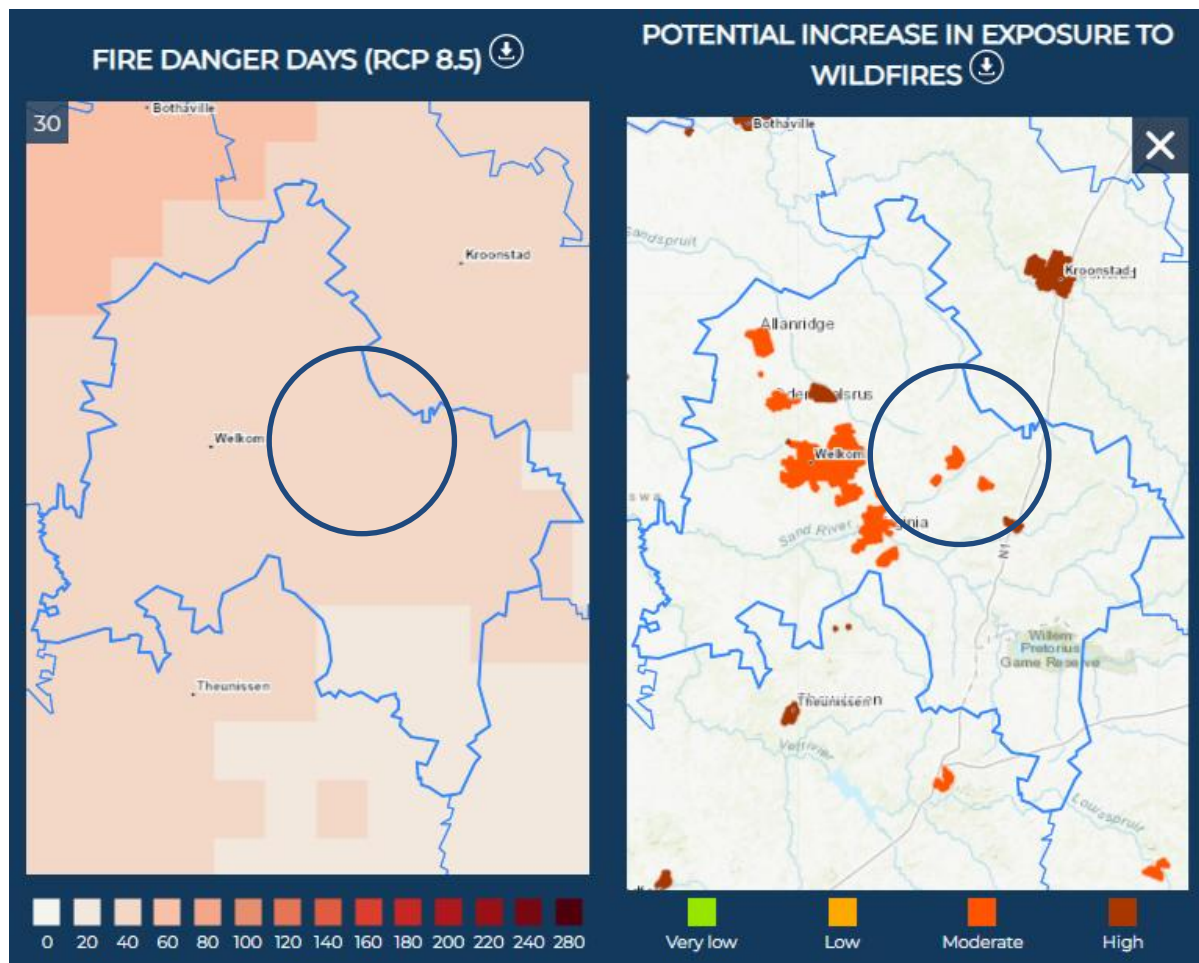 FIRE DANGER DAYS (RCP 8.5)
30
Bothaville
Kroonstad
Welkom
Theunissen
0 20 40 60 80 100 120 140 160 180 200 220 240 280
POTENTIAL INCREASE IN EXPOSURE TO
WILDFIRES
Bothaville
Sandspruit
Kroonstad
Allanridge
Welkom
Sand River
ginia
N1
Willem
Pretorius
Game Reserve
Theunissen
Vetrivier
Very low Low Moderate High